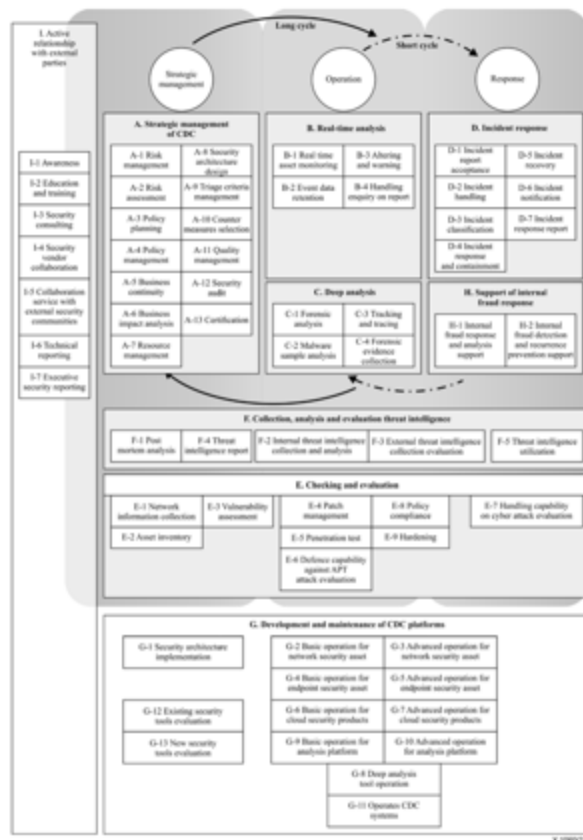 I. Active
relationship
with external
parties
I-1 Awareness
I-2 Education
and training
I-3 Security
consulting
I-4 Security
vendor
collaboration
I-5 Collaboration
service with
external security
communities
I-6 Technical
reporting
I-7 Executive
security reporting
Long cycle
Short cycle
Strategic
management
Operation
Response
A. Strategic management
of CDC
A-1 Risk
management
A-2 Risk
assessment
A-3 Policy
planning
A-4 Policy
management
A-5 Business
continuity
A-6 Business
impact analysis
A-7 Resource
management
A-8 Security
architecture
design
A-9 Triage criteria
management
A-10 Counter
measures selection
A-11 Quality
management
A-12 Security
audit
A-13 Certification
B. Real-time analysis
B-1 Real time
asset monitoring
B-2 Event data
retention
B-3 Altering
and warning
B-4 Handling
enquiry on report
C. Deep analysis
C-1 Forensic
analysis
C-2 Malware
sample analysis
C-3 Tracking
and tracing
C-4 Forensic
evidence
collection
D. Incident response
D-1 Incident
report
acceptance
D-2 Incident
handling
D-3 Incident
classification
D-4 Incident
response
and containment
D-5 Incident
recovery
D-6 Incident
notification
D-7 Incident
response report
H. Support of internal
fraud response
H-1 Internal
fraud response
and analysis
support
H-2 Internal
fraud detection
and recurrence
prevention support
F. Collection, analysis and evaluation threat intelligence
F-1 Post
mortem analysis
F-4 Threat
intelligence report
F-2 Internal threat intelligence
collection and analysis
F-3 External threat intelligence
collection evaluation
F-5 Threat intelligence
utilization
E. Checking and evaluation
E-1 Network
information collection
E-2 Asset inventory
E-3 Vulnerability
assessment
E-4 Patch
management
E-5 Penetration test
E-6 Defence capability
against APT
attack evaluation
E-8 Policy
compliance
E-9 Hardening
E-7 Handling capability
on cyber attack evaluation
G. Development and maintenance of CDC platforms
G-1 Security architecture
implementation
G-12 Existing security
tools evaluation
G-13 New security
tools evaluation
G-2 Basic operation for
network security asset
G-3 Advanced operation for
network security asset
G-4 Basic operation for
endpoint security asset
G-5 Advanced operation for
endpoint security asset
G-6 Basic operation for
cloud security products
G-7 Advanced operation for
cloud security products
G-9 Basic operation for
analysis platform
G-10 Advanced operation
for analysis platform
G-8 Deep analysis
tool operation
G-11 Operates CDC
systems